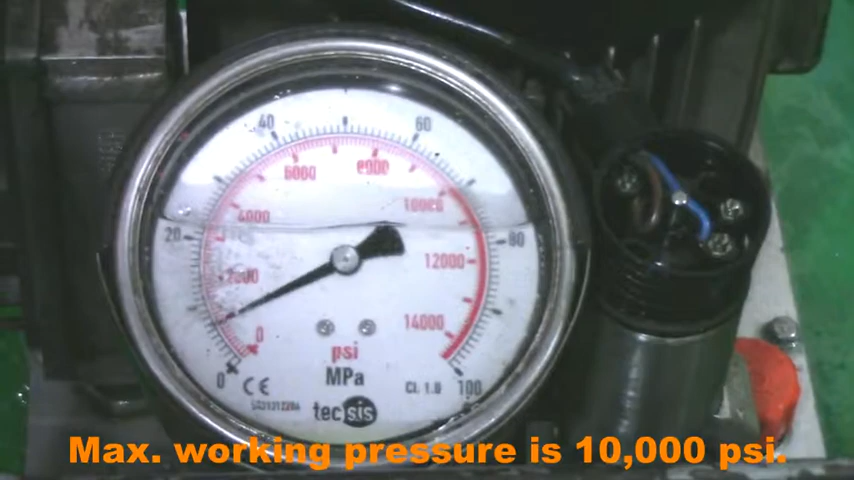 40
60
6000
8000
4000
10000
20
80
2000
12000
0
14000
psi
MPa
0
CE
Cl. 1.0
100
tecsis
Max. working pressure is 10,000 psi.